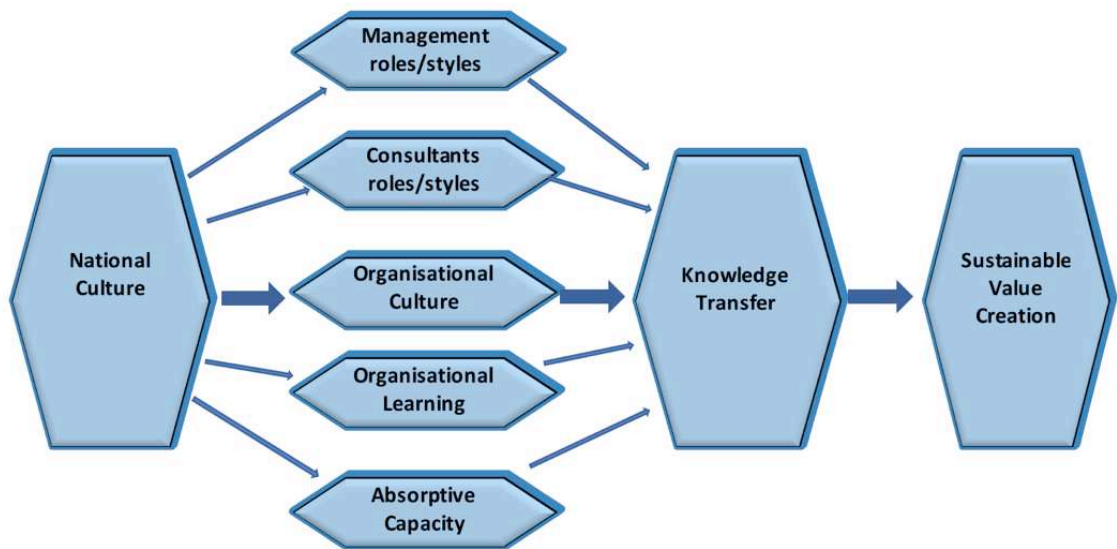 Management
roles/styles
Consultants
roles/styles
National
Culture
Organisational
Culture
Knowledge
Transfer
Sustainable
Value
Creation
Organisational
Learning
Absorptive
Capacity